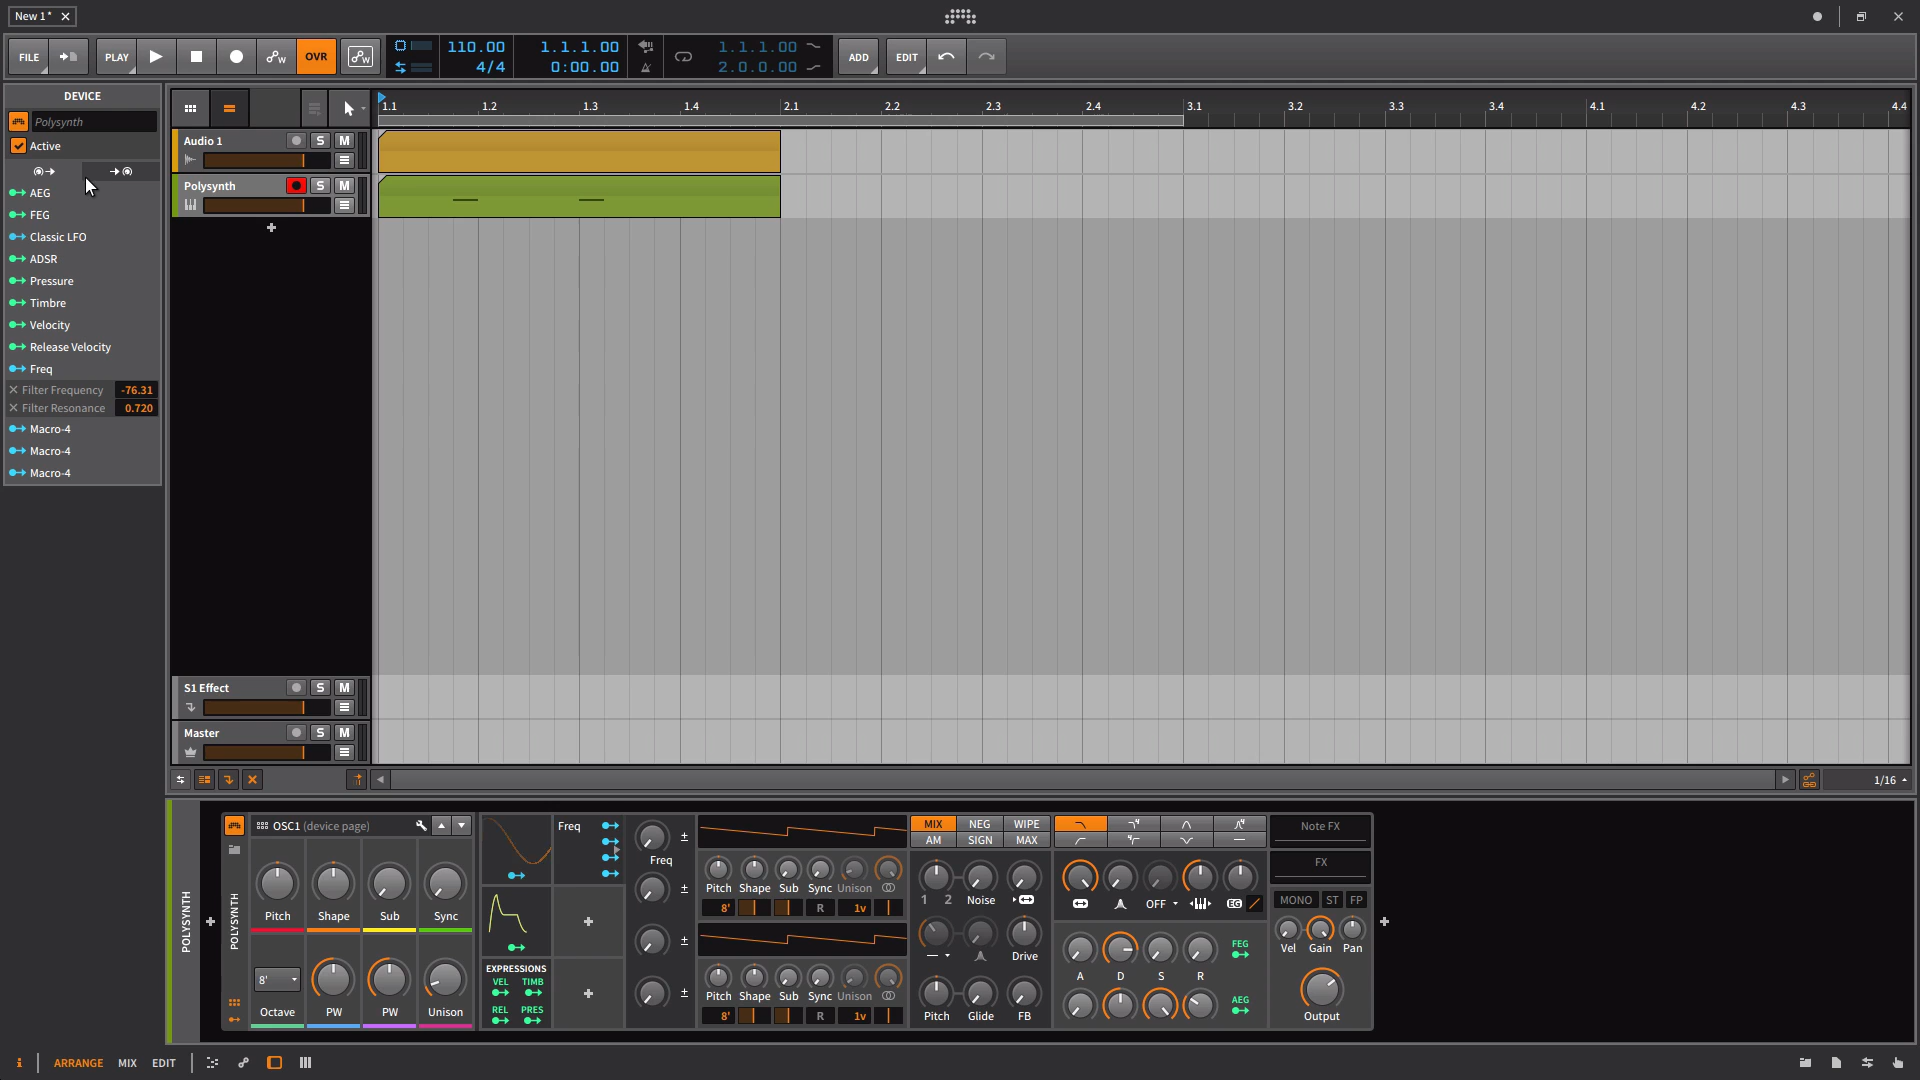 New 1*
FILE PLAY OVR 110.00 4/4 1.1.1.00 0:00.00 1.1.1.00 2.0.0.00 ADD EDIT
DEVICE
Polysynth
Active
AEG
FEG
Classic LFO
ADSR
Pressure
Timbre
Velocity
Release Velocity
Freq
Filter Frequency -76.31
Filter Resonance 0.720
Macro-4
Macro-4
Macro-4
1.1 1.2 1.3 1.4 2.1 2.2 2.3 2.4 3.1 3.2 3.3 3.4 4.1 4.2 4.3 4.4
Audio 1 S M
Polysynth S M
S1 Effect S M
Master S M
1/16
POLYSYNTH
POLYSYNTH
OSC1 (device page)
Pitch Shape Sub Sync
8'
Octave PW PW Unison
Freq
EXPRESSIONS
VEL TIMB
REL PRES
Freq
Pitch Shape Sub Sync Unison
8' R 1v
Pitch Shape Sub Sync Unison
8' R 1v
MIX NEG WIPE
AM SIGN MAX
1 2 Noise
Drive
Pitch Glide FB
OFF EG
FEG
A D S R
AEG
Note FX
FX
MONO ST FP
Vel Gain Pan
Output
i ARRANGE MIX EDIT